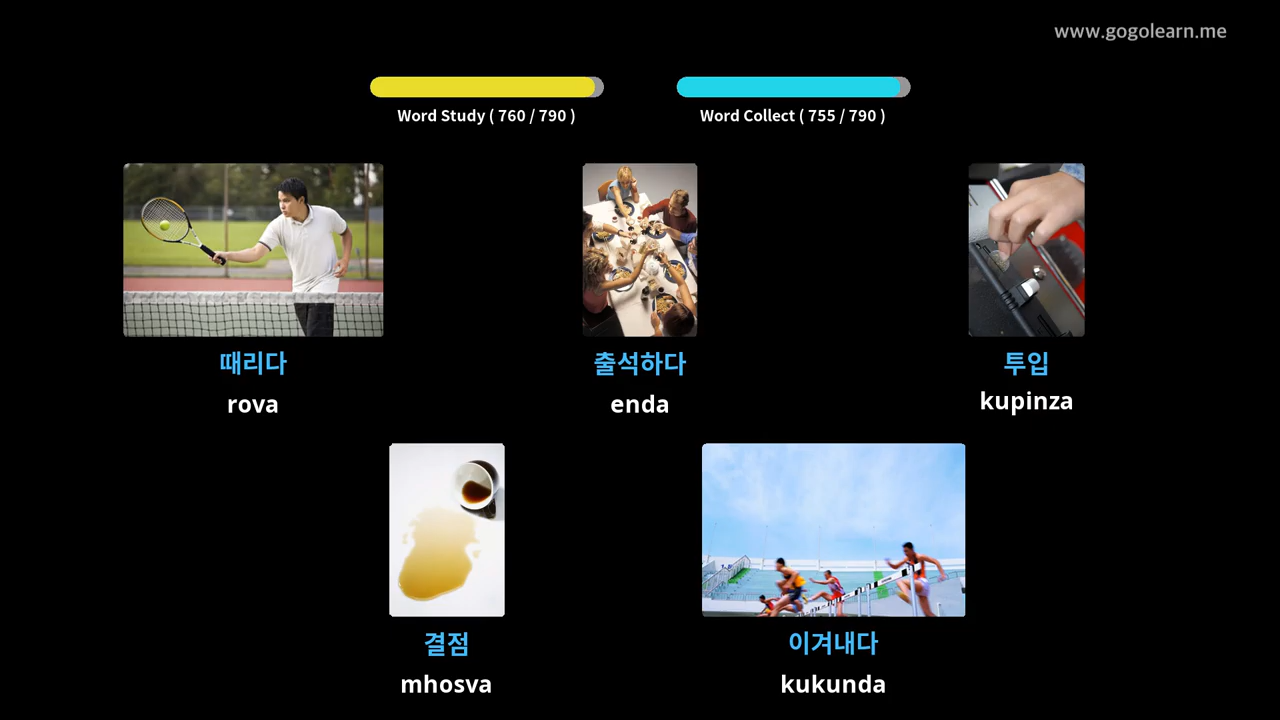 www.gogolearn.me
Word Study ( 760 / 790 )
Word Collect ( 755 / 790 )
때리다
rova
출석하다
enda
투입
kupinza
결점
mhosva
이겨내다
kukunda